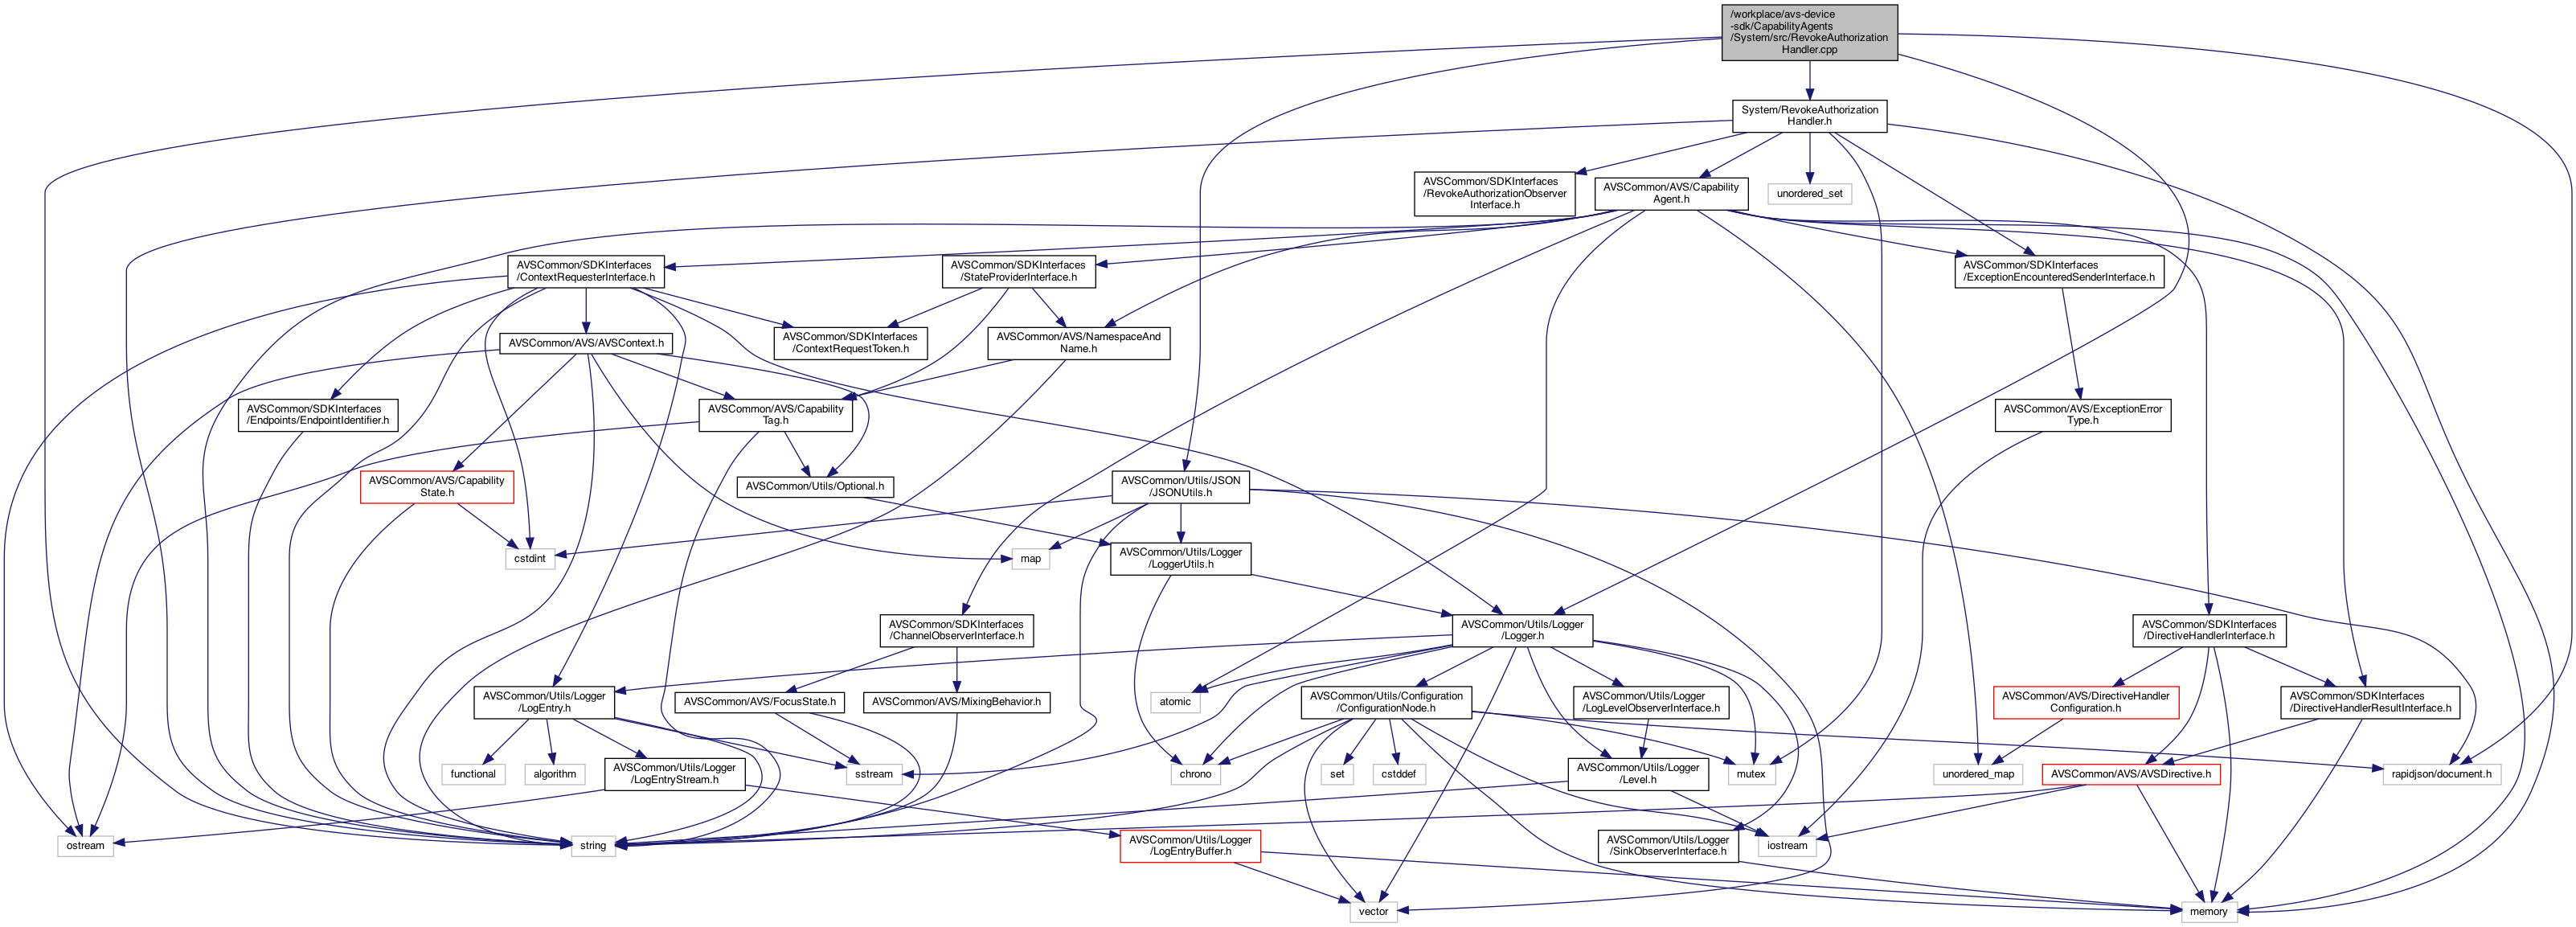 /workplace/avs-device
-sdk/CapabilityAgents
/System/src/RevokeAuthorization
Handler.cpp
System/RevokeAuthorization
Handler.h
AVSCommon/SDKInterfaces
/RevokeAuthorizationObserver
Interface.h
AVSCommon/AVS/Capability
Agent.h
unordered_set
AVSCommon/SDKInterfaces
/ContextRequesterInterface.h
AVSCommon/SDKInterfaces
/StateProviderInterface.h
AVSCommon/SDKInterfaces
/ExceptionEncounteredSenderInterface.h
AVSCommon/AVS/AVSContext.h
AVSCommon/SDKInterfaces
/ContextRequestToken.h
AVSCommon/AVS/NamespaceAnd
Name.h
AVSCommon/SDKInterfaces
/Endpoints/EndpointIdentifier.h
AVSCommon/AVS/Capability
Tag.h
AVSCommon/AVS/ExceptionError
Type.h
AVSCommon/AVS/Capability
State.h
AVSCommon/Utils/Optional.h
AVSCommon/Utils/JSON
/JSONUtils.h
cstdint
map
AVSCommon/Utils/Logger
/LoggerUtils.h
AVSCommon/SDKInterfaces
/ChannelObserverInterface.h
AVSCommon/Utils/Logger
/Logger.h
AVSCommon/SDKInterfaces
/DirectiveHandlerInterface.h
AVSCommon/Utils/Logger
/LogEntry.h
AVSCommon/AVS/FocusState.h
AVSCommon/AVS/MixingBehavior.h
atomic
AVSCommon/Utils/Configuration
/ConfigurationNode.h
AVSCommon/Utils/Logger
/LogLevelObserverInterface.h
AVSCommon/AVS/DirectiveHandler
Configuration.h
AVSCommon/SDKInterfaces
/DirectiveHandlerResultInterface.h
functional
algorithm
AVSCommon/Utils/Logger
/LogEntryStream.h
sstream
chrono
set
cstddef
AVSCommon/Utils/Logger
/Level.h
mutex
unordered_map
AVSCommon/AVS/AVSDirective.h
rapidjson/document.h
ostream
string
AVSCommon/Utils/Logger
/LogEntryBuffer.h
AVSCommon/Utils/Logger
/SinkObserverInterface.h
iostream
vector
memory